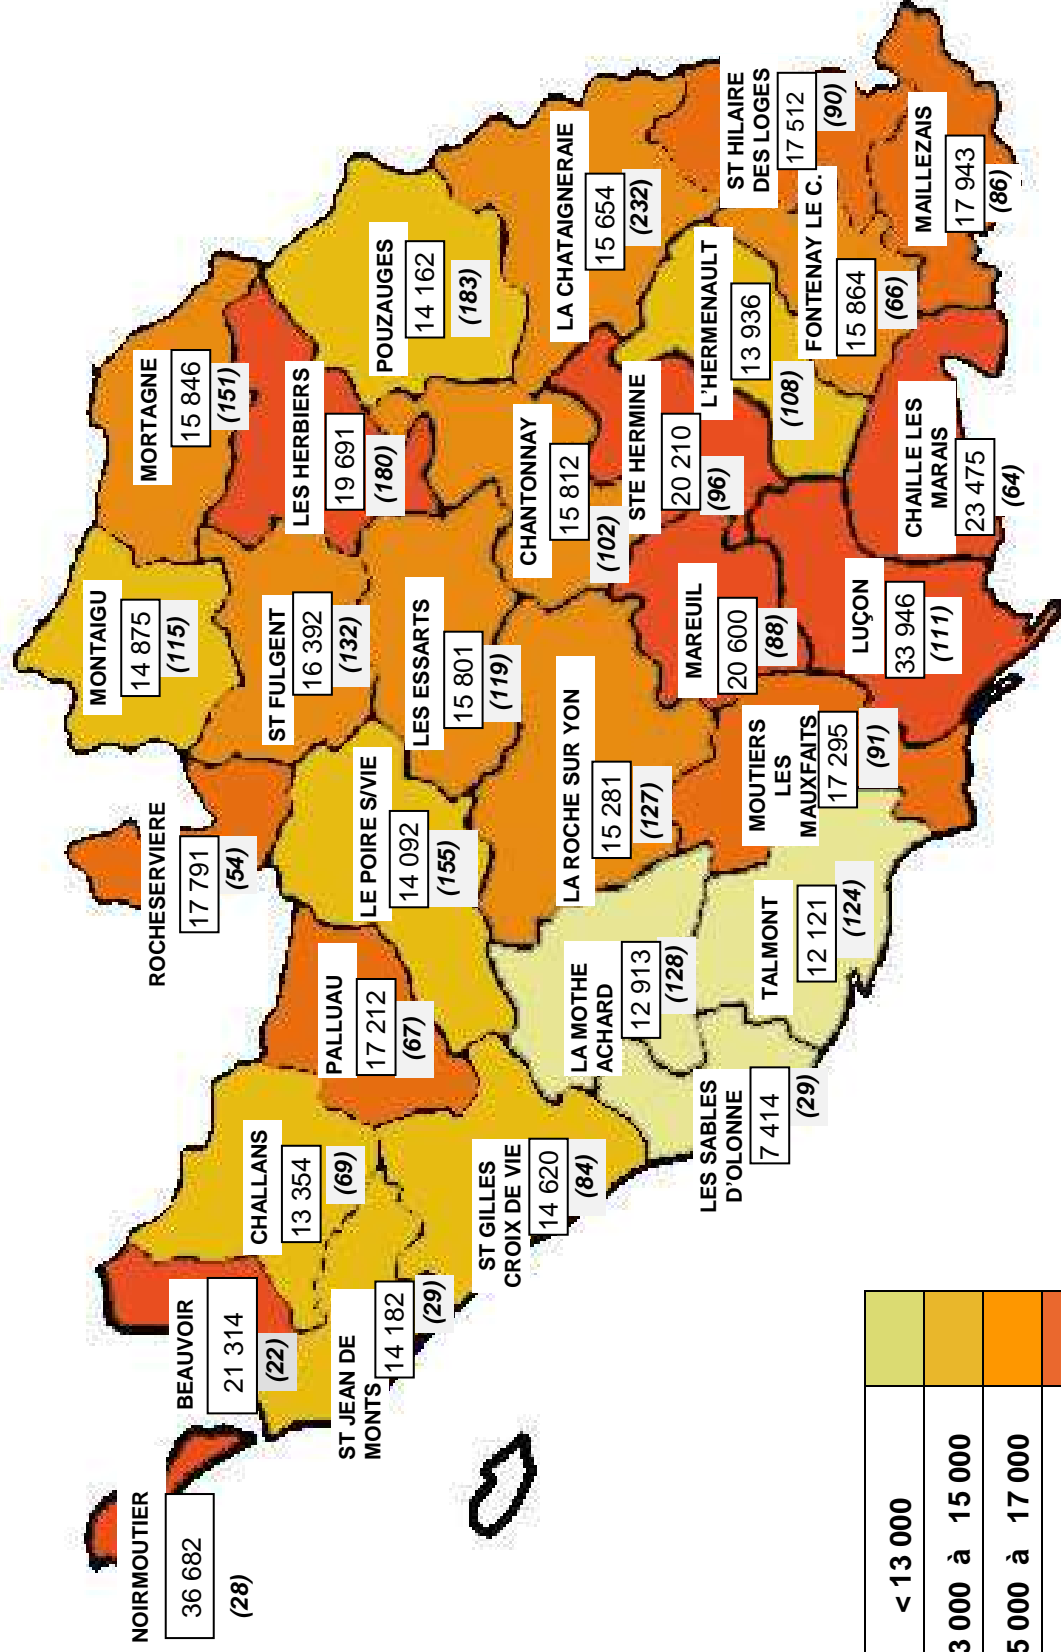 NOIRMOUTIER
36 682
(28)
BEAUVOIR
21 314
(22)
ST JEAN DE
MONTS
14 182
(29)
CHALLANS
13 354
(69)
ST GILLES
CROIX DE VIE
14 620
(84)
PALLUAU
17 212
(67)
ROCHESERVIERE
17 791
(54)
LE POIRE S/VIE
14 092
(155)
LA MOTHE
ACHARD
12 913
(128)
LES SABLES
D'OLONNE
7 414
(29)
TALMONT
12 121
(124)
MONTAIGU
14 875
(115)
ST FULGENT
16 392
(132)
LES ESSARTS
15 801
(119)
LA ROCHE SUR YON
15 281
(127)
MOUTIERS
LES
MAUXFAITS
17 295
(91)
MORTAGNE
15 846
(151)
LES HERBIERS
19 691
(180)
CHANTONNAY
15 812
(102)
MAREUIL
20 600
(88)
LUÇON
33 946
(111)
POUZAUGES
14 162
(183)
STE HERMINE
20 210
(96)
CHAILLE LES
MARAIS
23 475
(64)
LA CHATAIGNERAIE
15 654
(232)
L'HERMENAULT
13 936
(108)
FONTENAY LE C.
15 864
(66)
ST HILAIRE
DES LOGES
17 512
(90)
MAILLEZAIS
17 943
(86)
< 13 000
3 000 à 15 000
5 000 à 17 000